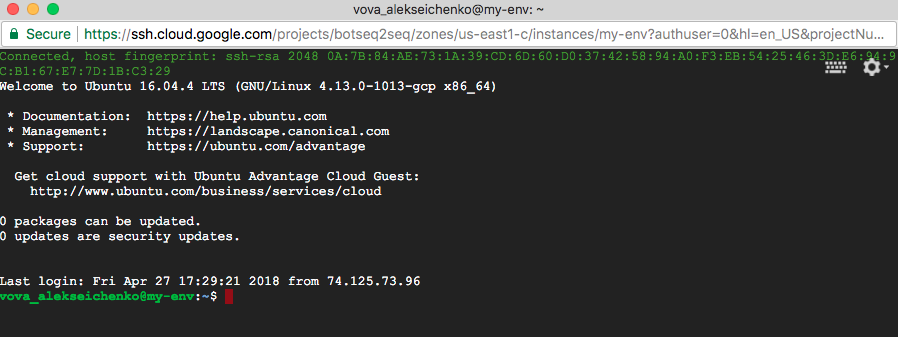 vova_alekseichenko@my-env: ~
Secure https://ssh.cloud.google.com/projects/botseq2seq/zones/us-east1-c/instances/my-env?authuser=0&hl=en_US&projectNu...
Connected, host fingerprint: ssh-rsa 2048 0A:7B:84:AE:73:1A:39:CD:6D:60:D0:37:42:58:94:A0:F3:EB:54:25:46:3D:E6:94:9
C:B1:67:E7:7D:1B:C3:29
Welcome to Ubuntu 16.04.4 LTS (GNU/Linux 4.13.0-1013-gcp x86_64)
* Documentation: https://help.ubuntu.com
* Management: https://landscape.canonical.com
* Support: https://ubuntu.com/advantage
Get cloud support with Ubuntu Advantage Cloud Guest:
http://www.ubuntu.com/business/services/cloud
0 packages can be updated.
0 updates are security updates.
Last login: Fri Apr 27 17:29:21 2018 from 74.125.73.96
vova_alekseichenko@my-env:~$